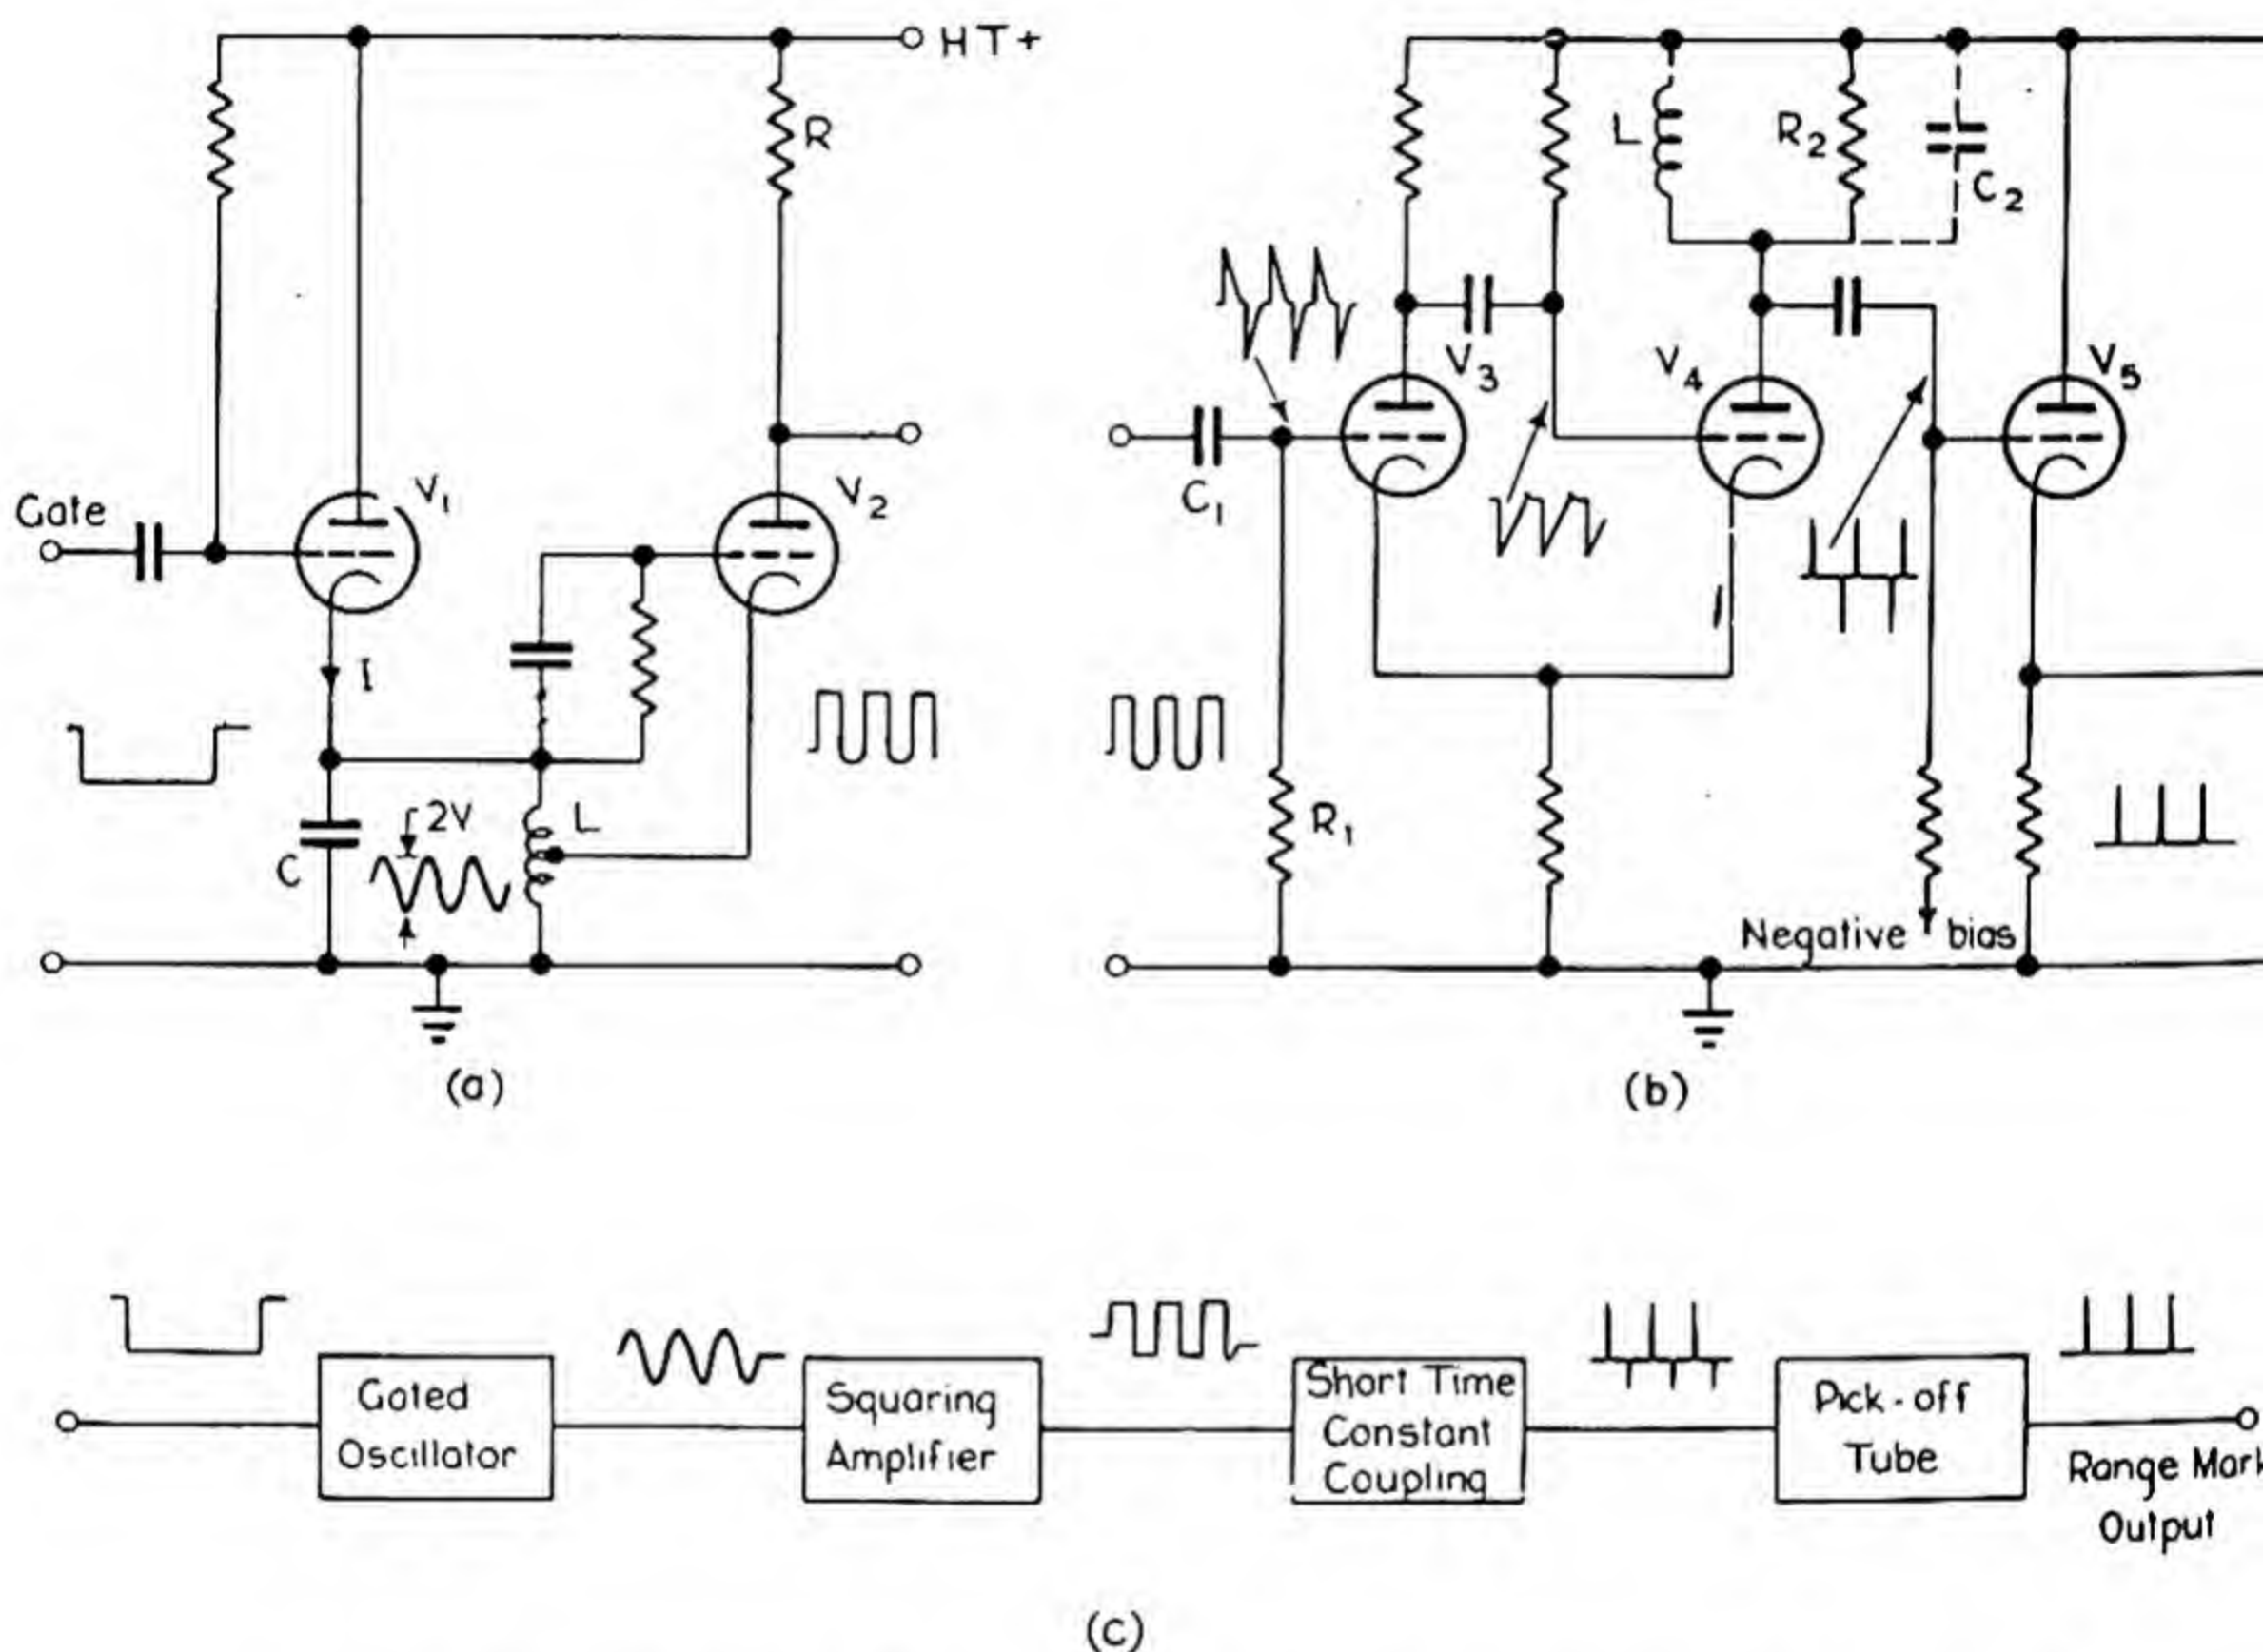 HT+
R
V1
V2
Gate
I
2V
L
C
(a)
L
R2
C2
V3
V4
V5
C1
R1
Negative bias
(b)
Gated
Oscillator
Squaring
Amplifier
Short Time
Constant
Coupling
Pick-off
Tube
Range Mark
Output
(c)